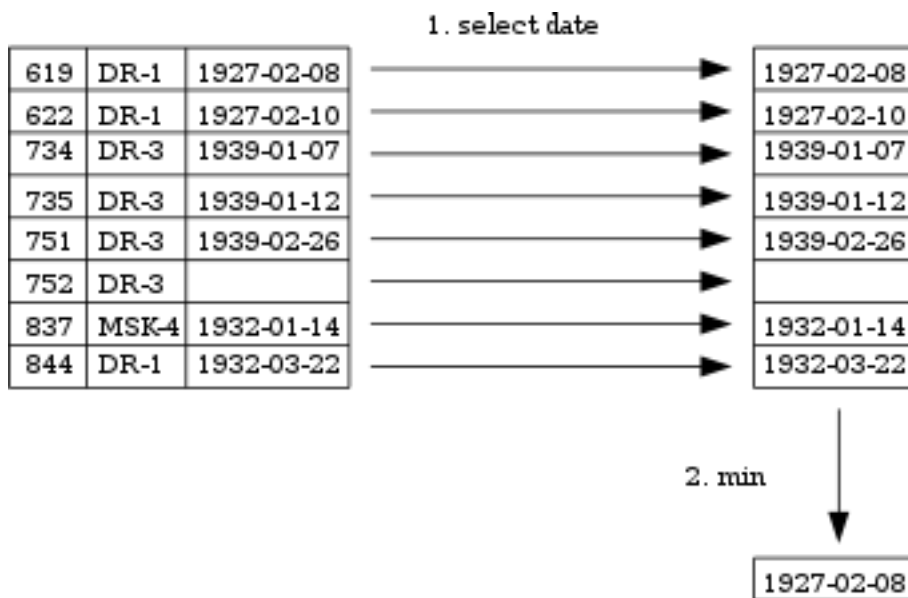 1. select date
619 DR-1 1927-02-08 1927-02-08
622 DR-1 1927-02-10 1927-02-10
734 DR-3 1939-01-07 1939-01-07
735 DR-3 1939-01-12 1939-01-12
751 DR-3 1939-02-26 1939-02-26
752 DR-3
837 MSK-4 1932-01-14 1932-01-14
844 DR-1 1932-03-22 1932-03-22
2. min
1927-02-08